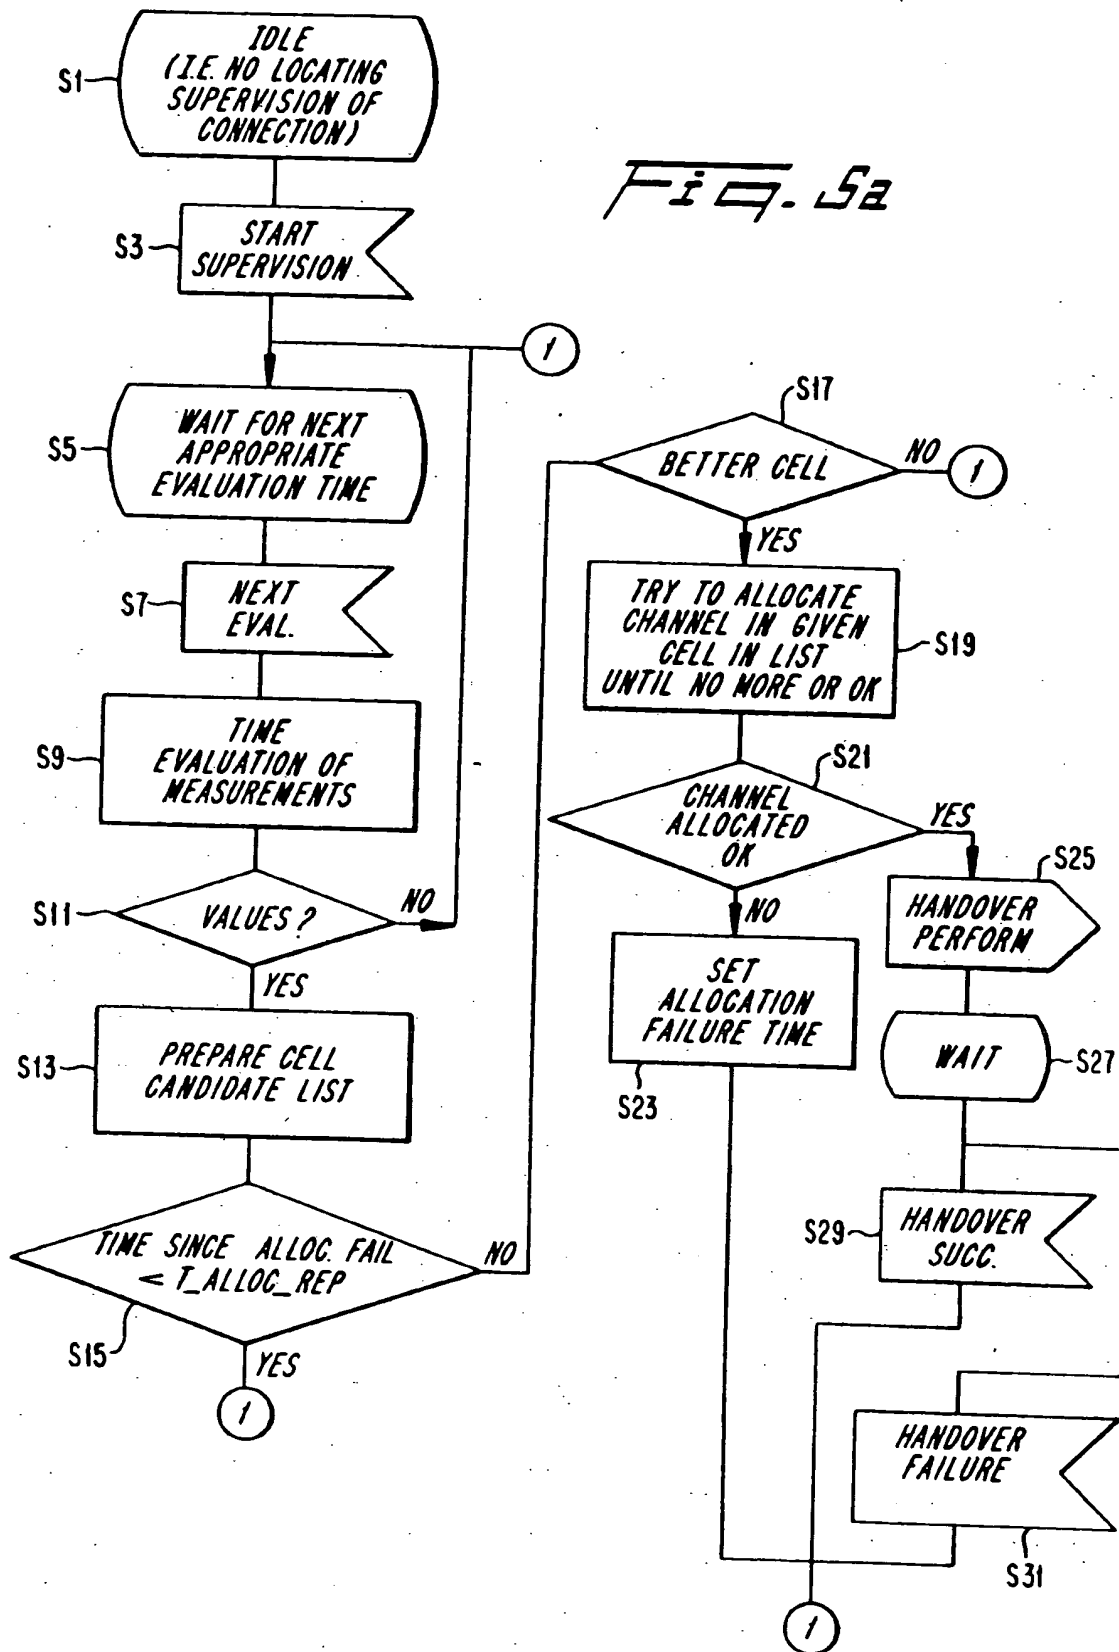 IDLE
(I.E. NO LOCATING
SUPERVISION OF
CONNECTION)
S1
Fig. 5a
START
SUPERVISION
S3
1
WAIT FOR NEXT
APPROPRIATE
EVALUATION TIME
S5
NEXT
EVAL.
S7
TIME
EVALUATION OF
MEASUREMENTS
S9
VALUES?
S11
NO
YES
PREPARE CELL
CANDIDATE LIST
S13
TIME SINCE ALLOC. FAIL
< T_ALLOC_REP
S15
NO
YES
1
S17
BETTER CELL
NO
1
YES
TRY TO ALLOCATE
CHANNEL IN GIVEN
CELL IN LIST
UNTIL NO MORE OR OK
S19
S21
CHANNEL
ALLOCATED
OK
YES
NO
SET
ALLOCATION
FAILURE TIME
S23
S25
HANDOVER
PERFORM
WAIT
S27
S29
HANDOVER
SUCC.
HANDOVER
FAILURE
S31
1